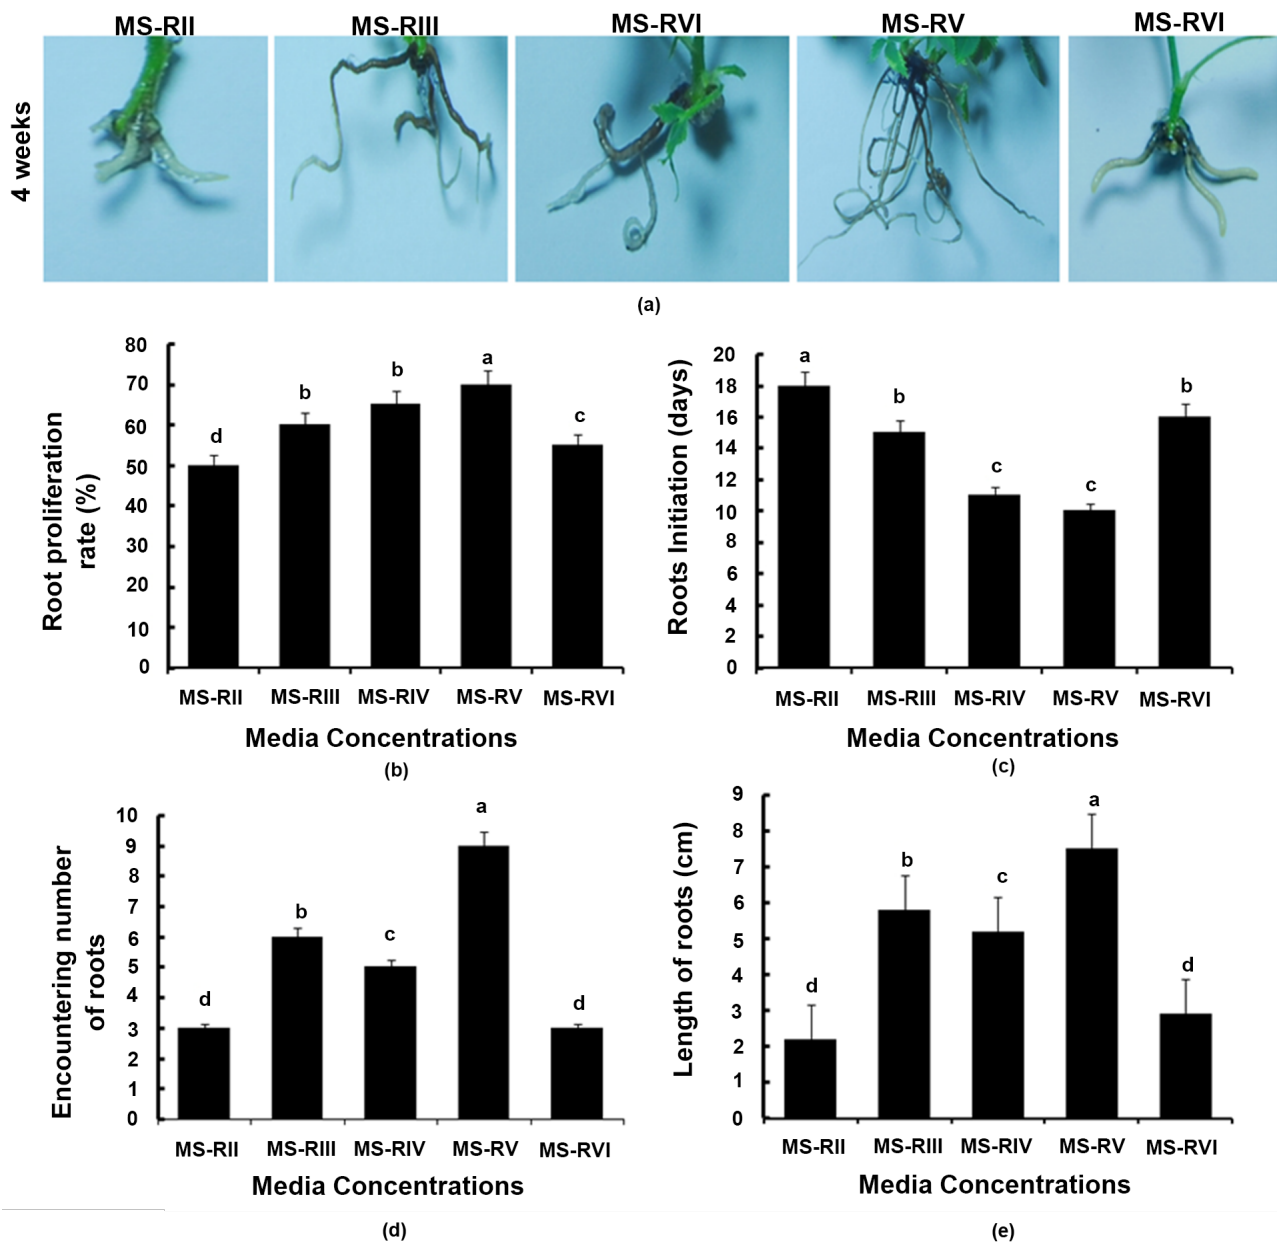 MS-RII MS-RIII MS-RVI MS-RV MS-RVI
4 weeks
(a)
Root proliferation
rate (%)
80
70
60
50
40
30
20
10
0
d b b a c
MS-RII MS-RIII MS-RIV MS-RV MS-RVI
Media Concentrations
(b)
Roots Initiation (days)
20
18
16
14
12
10
8
6
4
2
0
a b c c b
MS-RII MS-RIII MS-RIV MS-RV MS-RVI
Media Concentrations
(c)
Encountering number
of roots
10
9
8
7
6
5
4
3
2
1
0
d b c a d
MS-RII MS-RIII MS-RIV MS-RV MS-RVI
Media Concentrations
(d)
Length of roots (cm)
9
8
7
6
5
4
3
2
1
0
d b c a d
MS-RII MS-RIII MS-RIV MS-RV MS-RVI
Media Concentrations
(e)